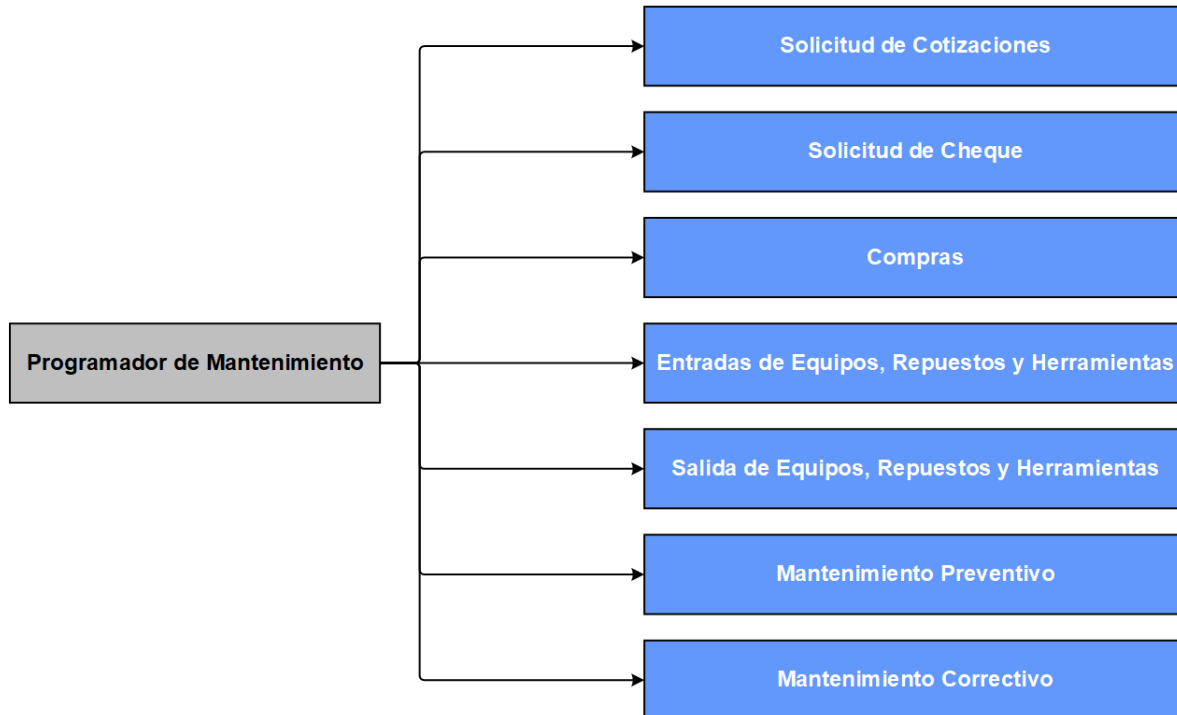 Solicitud de Cotizaciones
Solicitud de Cheque
Compras
Programador de Mantenimiento
Entradas de Equipos, Repuestos y Herramientas
Salida de Equipos, Repuestos y Herramientas
Mantenimiento Preventivo
Mantenimiento Correctivo